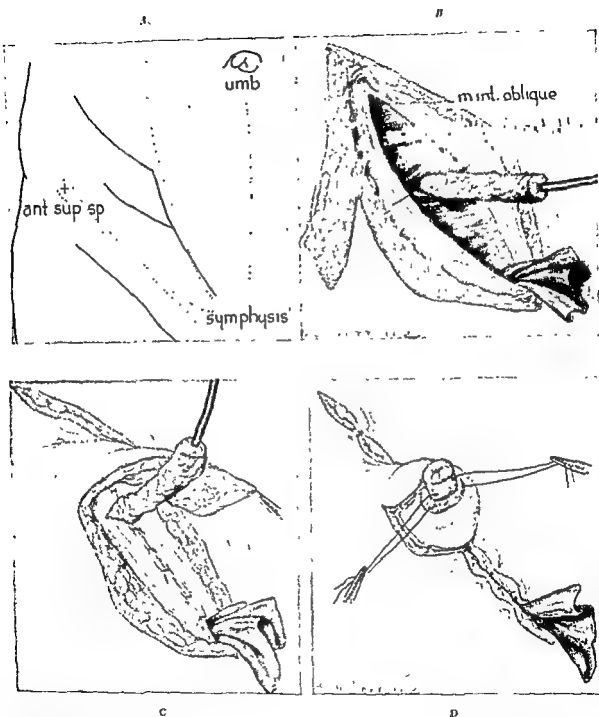 A.
B
umb
m int. oblique
ant sup sp
symphysis
C
D